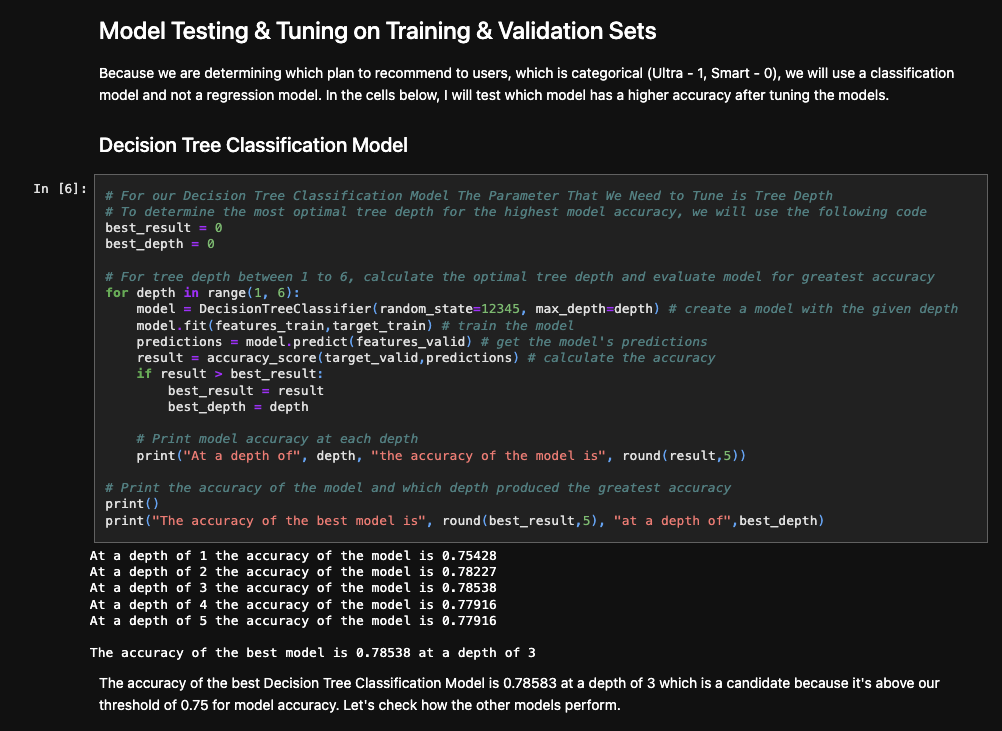 Model Testing & Tuning on Training & Validation Sets
Because we are determining which plan to recommend to users, which is categorical (Ultra - 1, Smart - 0), we will use a classification
model and not a regression model. In the cells below, I will test which model has a higher accuracy after tuning the models.
Decision Tree Classification Model
In [6]:
# For our Decision Tree Classification Model The Parameter That We Need to Tune is Tree Depth
# To determine the most optimal tree depth for the highest model accuracy, we will use the following code
best_result = 0
best_depth = 0
# For tree depth between 1 to 6, calculate the optimal tree depth and evaluate model for greatest accuracy
for depth in range(1, 6):
    model = DecisionTreeClassifier(random_state=12345, max_depth=depth) # create a model with the given depth
    model.fit(features_train,target_train) # train the model
    predictions = model.predict(features_valid) # get the model's predictions
    result = accuracy_score(target_valid,predictions) # calculate the accuracy
    if result > best_result:
        best_result = result
        best_depth = depth
    # Print model accuracy at each depth
    print("At a depth of", depth, "the accuracy of the model is", round(result,5))
# Print the accuracy of the model and which depth produced the greatest accuracy
print()
print("The accuracy of the best model is", round(best_result,5), "at a depth of",best_depth)
At a depth of 1 the accuracy of the model is 0.75428
At a depth of 2 the accuracy of the model is 0.78227
At a depth of 3 the accuracy of the model is 0.78538
At a depth of 4 the accuracy of the model is 0.77916
At a depth of 5 the accuracy of the model is 0.77916
The accuracy of the best model is 0.78538 at a depth of 3
The accuracy of the best Decision Tree Classification Model is 0.78583 at a depth of 3 which is a candidate because it's above our
threshold of 0.75 for model accuracy. Let's check how the other models perform.